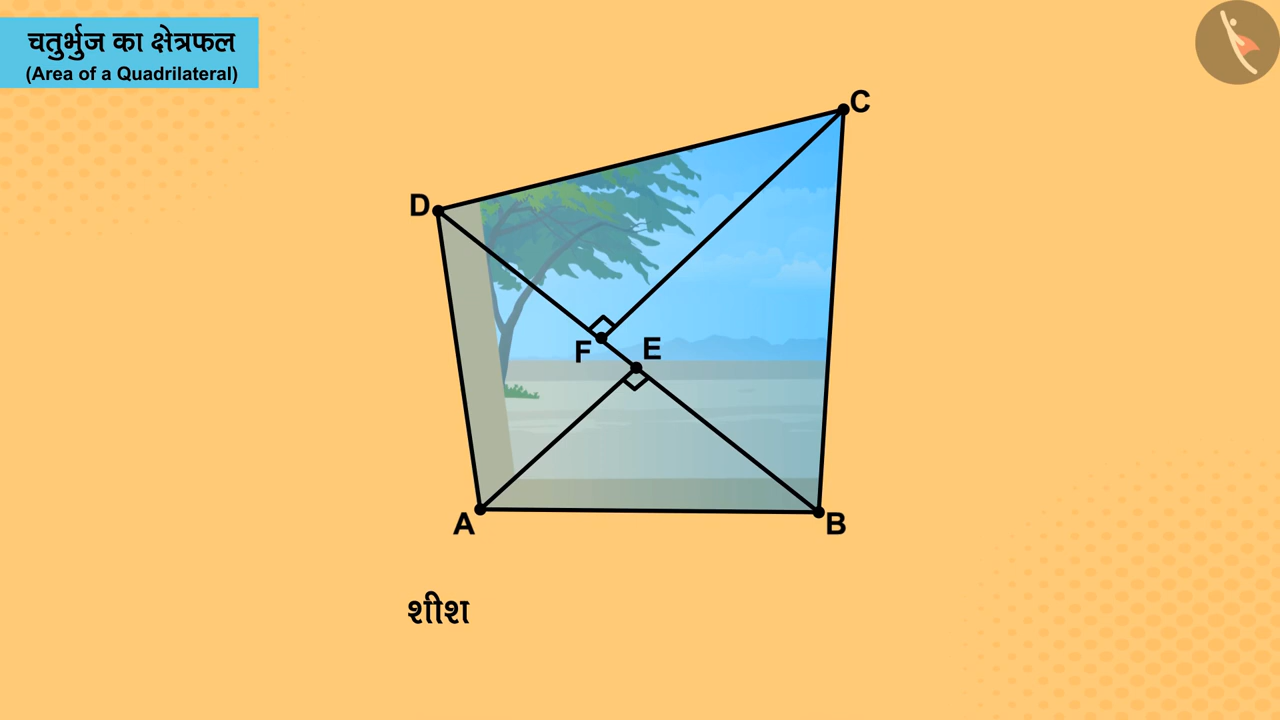 चतुर्भुज का क्षेत्रफल
(Area of a Quadrilateral)
C
D
F
E
A
B
शीश